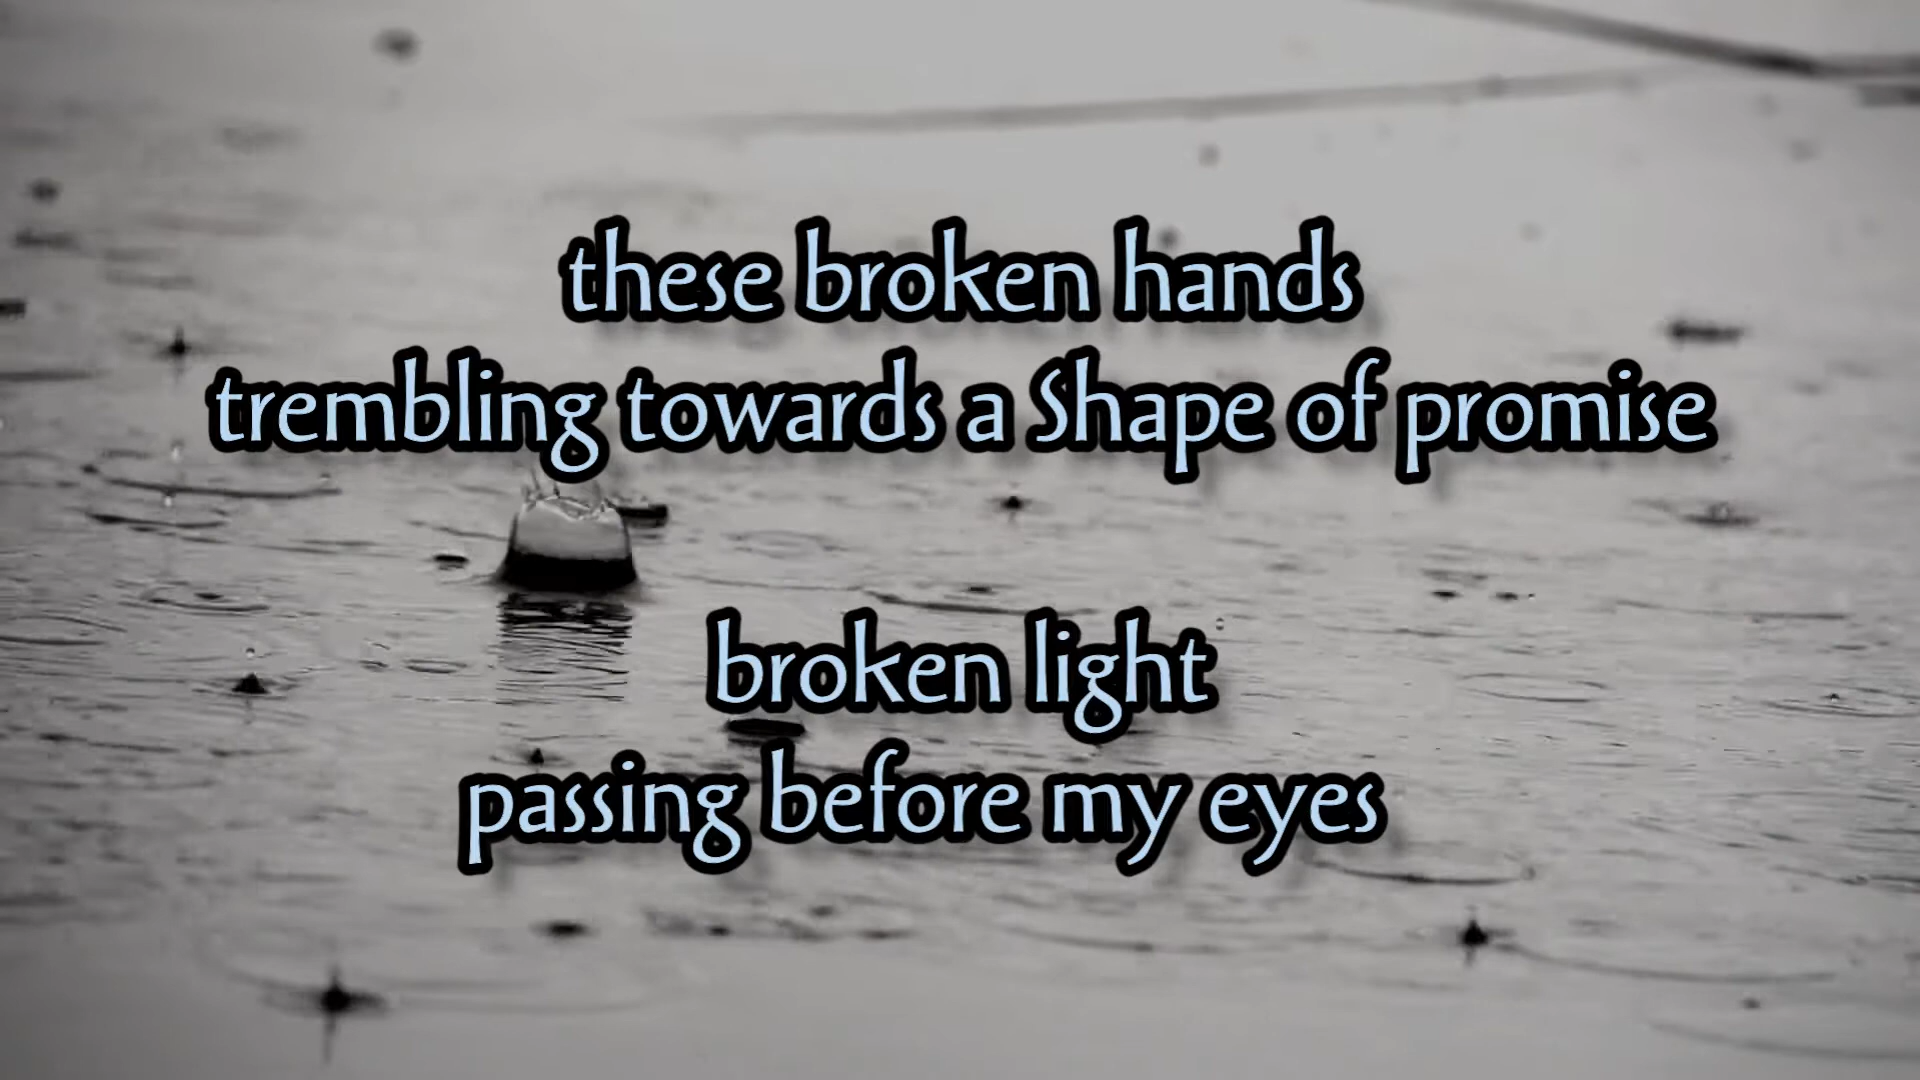 these broken hands
trembling towards a Shape of promise
broken light
passing before my eyes